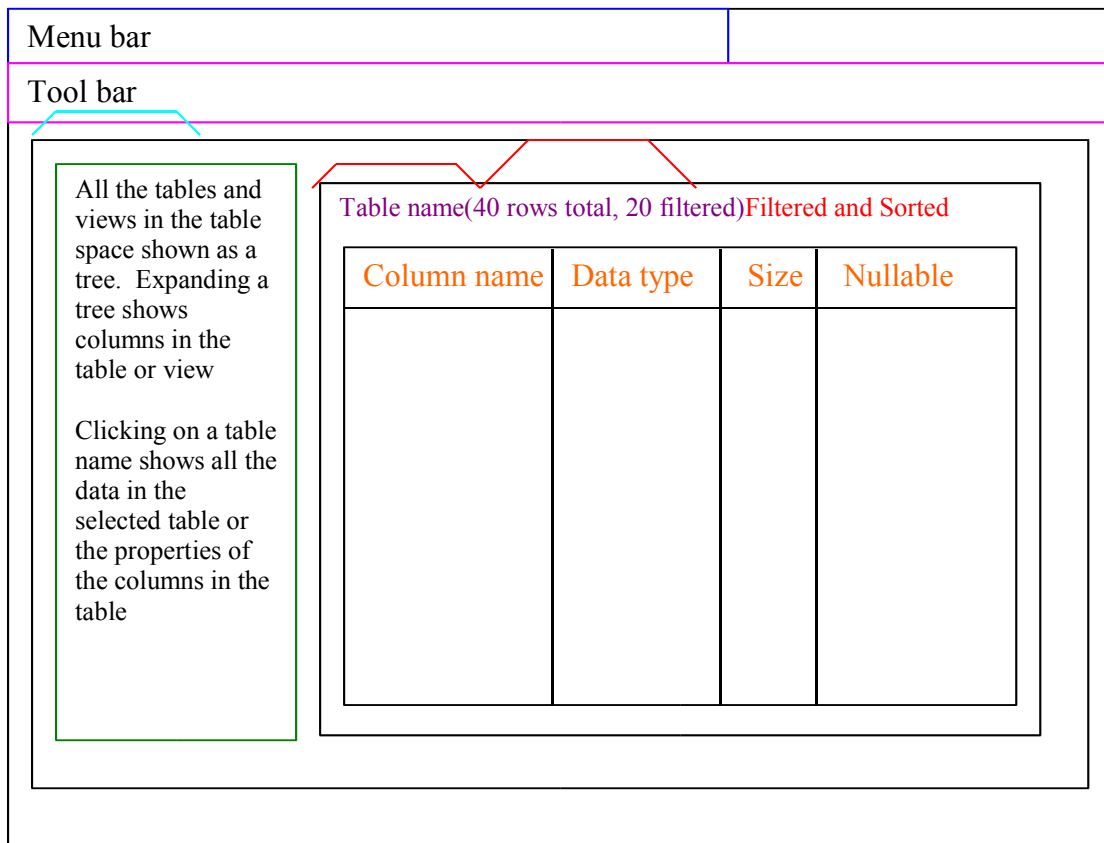 Menu bar
Tool bar
All the tables and
views in the table
space shown as a
tree.  Expanding a
tree shows
columns in the
table or view
Clicking on a table
name shows all the
data in the
selected table or
the properties of
the columns in the
table
Table name(40 rows total, 20 filtered)Filtered and Sorted
Column name Data type Size Nullable